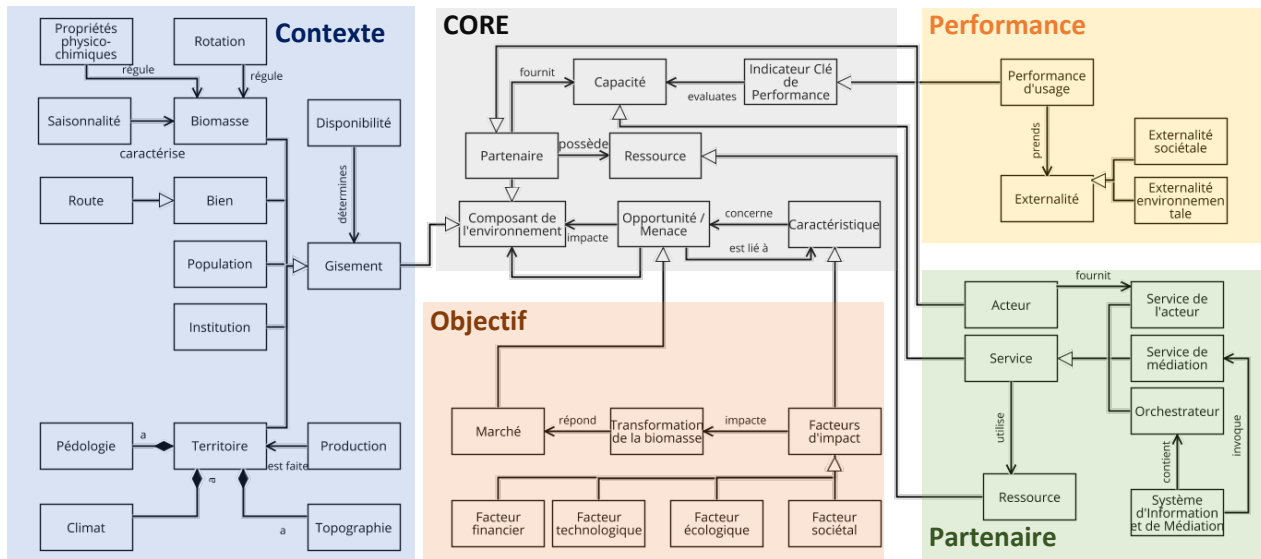 Contexte
Propriétés
physico-
chimiques
Rotation
régule
régule
Saisonnalité
Biomasse
Disponibilité
caractérise
Route
Bien
détermines
Population
Gisement
Institution
Pédologie
a
Territoire
Production
est faite
a
Climat
a
Topographie
CORE
fournit
Capacité
Indicateur Clé
de
Performance
evaluates
Partenaire
possède
Ressource
Composant de
l'environnement
impacte
Opportunité /
Menace
concerne
Caractéristique
est lié à
Performance
Performance
d'usage
prends
Externalité
sociétale
Externalité
Externalité
environnemen
tale
Objectif
Marché
répond
Transformation
de la biomasse
impacte
Facteurs
d'impact
Facteur
financier
Facteur
technologique
Facteur
écologique
Facteur
sociétal
fournit
Acteur
Service de
l'acteur
Service
Service de
médiation
Orchestrateur
utilise
contient
invoque
Ressource
Système
d'Information
et de Médiation
Partenaire